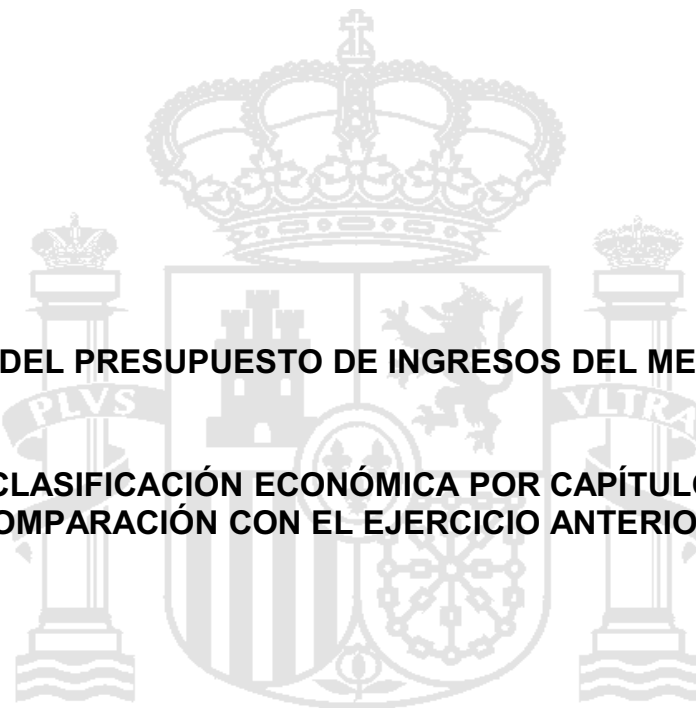 DEL PRESUPUESTO DE INGRESOS DEL ME
PLVS
VLTRA
CLASIFICACIÓN ECONÓMICA POR CAPÍTULO
OMPARACIÓN CON EL EJERCICIO ANTERIO